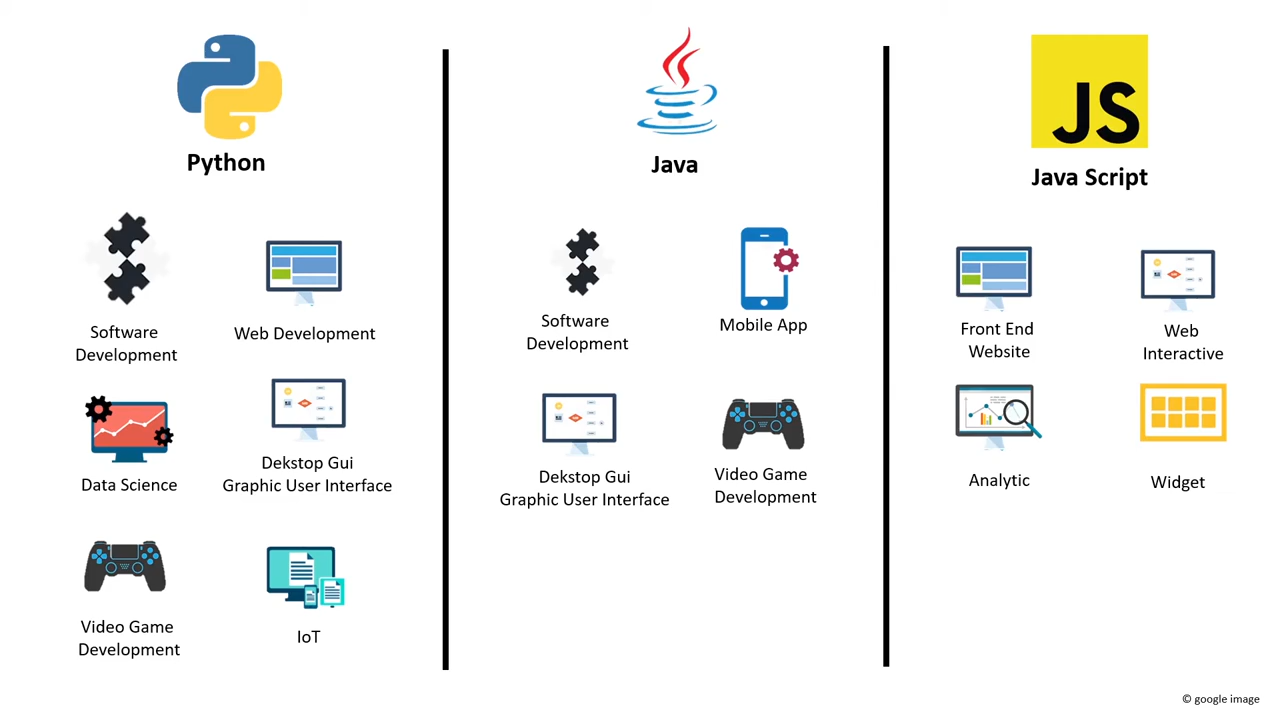 Python
Software
Development
Web Development
Data Science
Dekstop Gui
Graphic User Interface
Video Game
Development
IoT
Java
Software
Development
Mobile App
Dekstop Gui
Graphic User Interface
Video Game
Development
JS
Java Script
Front End
Website
Web
Interactive
Analytic
Widget
© google image